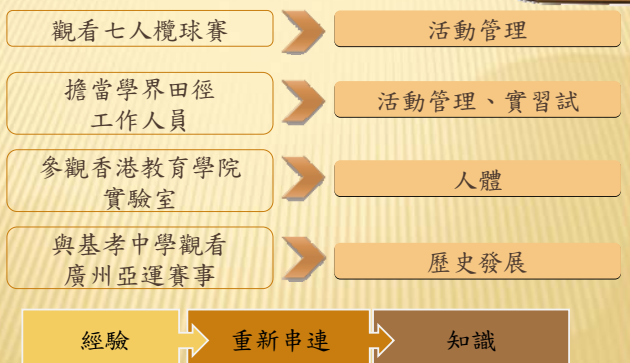 觀看七人欖球賽
活動管理
擔當學界田徑
工作人員
活動管理、實習試
參觀香港教育學院
實驗室
人體
與基孝中學觀看
廣州亞運賽事
歷史發展
經驗
重新串連
知識